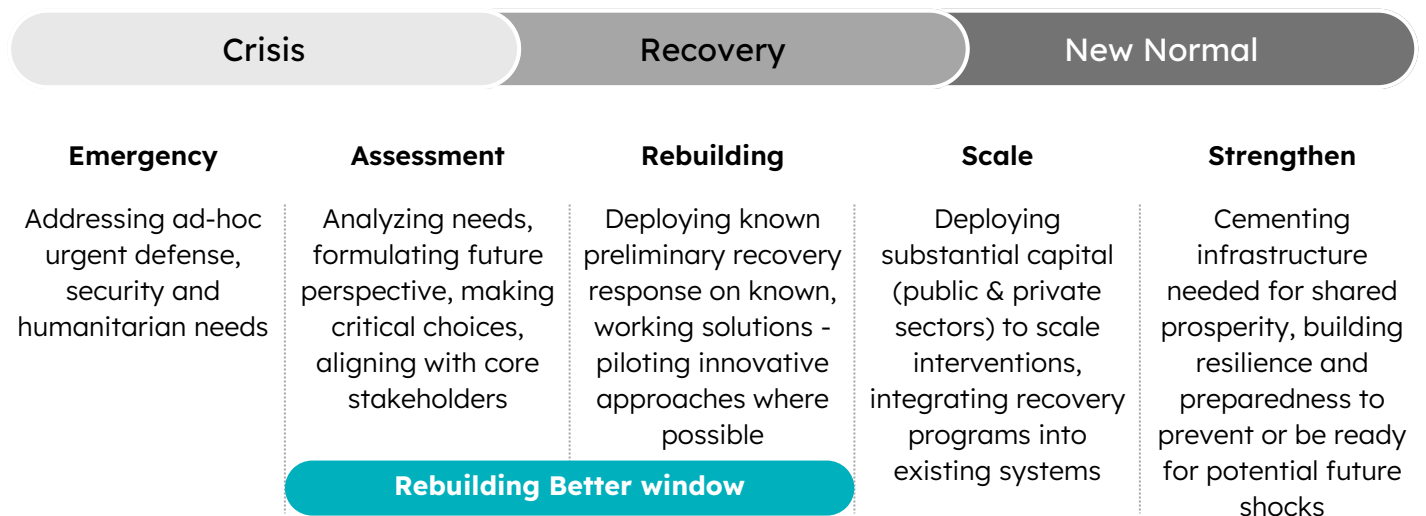 Crisis
Recovery
New Normal
Emergency
Addressing ad-hoc
urgent defense,
security and
humanitarian needs
Assessment
Analyzing needs,
formulating future
perspective, making
critical choices,
aligning with core
stakeholders
Rebuilding
Deploying known
preliminary recovery
response on known,
working solutions -
piloting innovative
approaches where
possible
Rebuilding Better window
Scale
Deploying
substantial capital
(public & private
sectors) to scale
interventions,
integrating recovery
programs into
existing systems
Strengthen
Cementing
infrastructure
needed for shared
prosperity, building
resilience and
preparedness to
prevent or be ready
for potential future
shocks